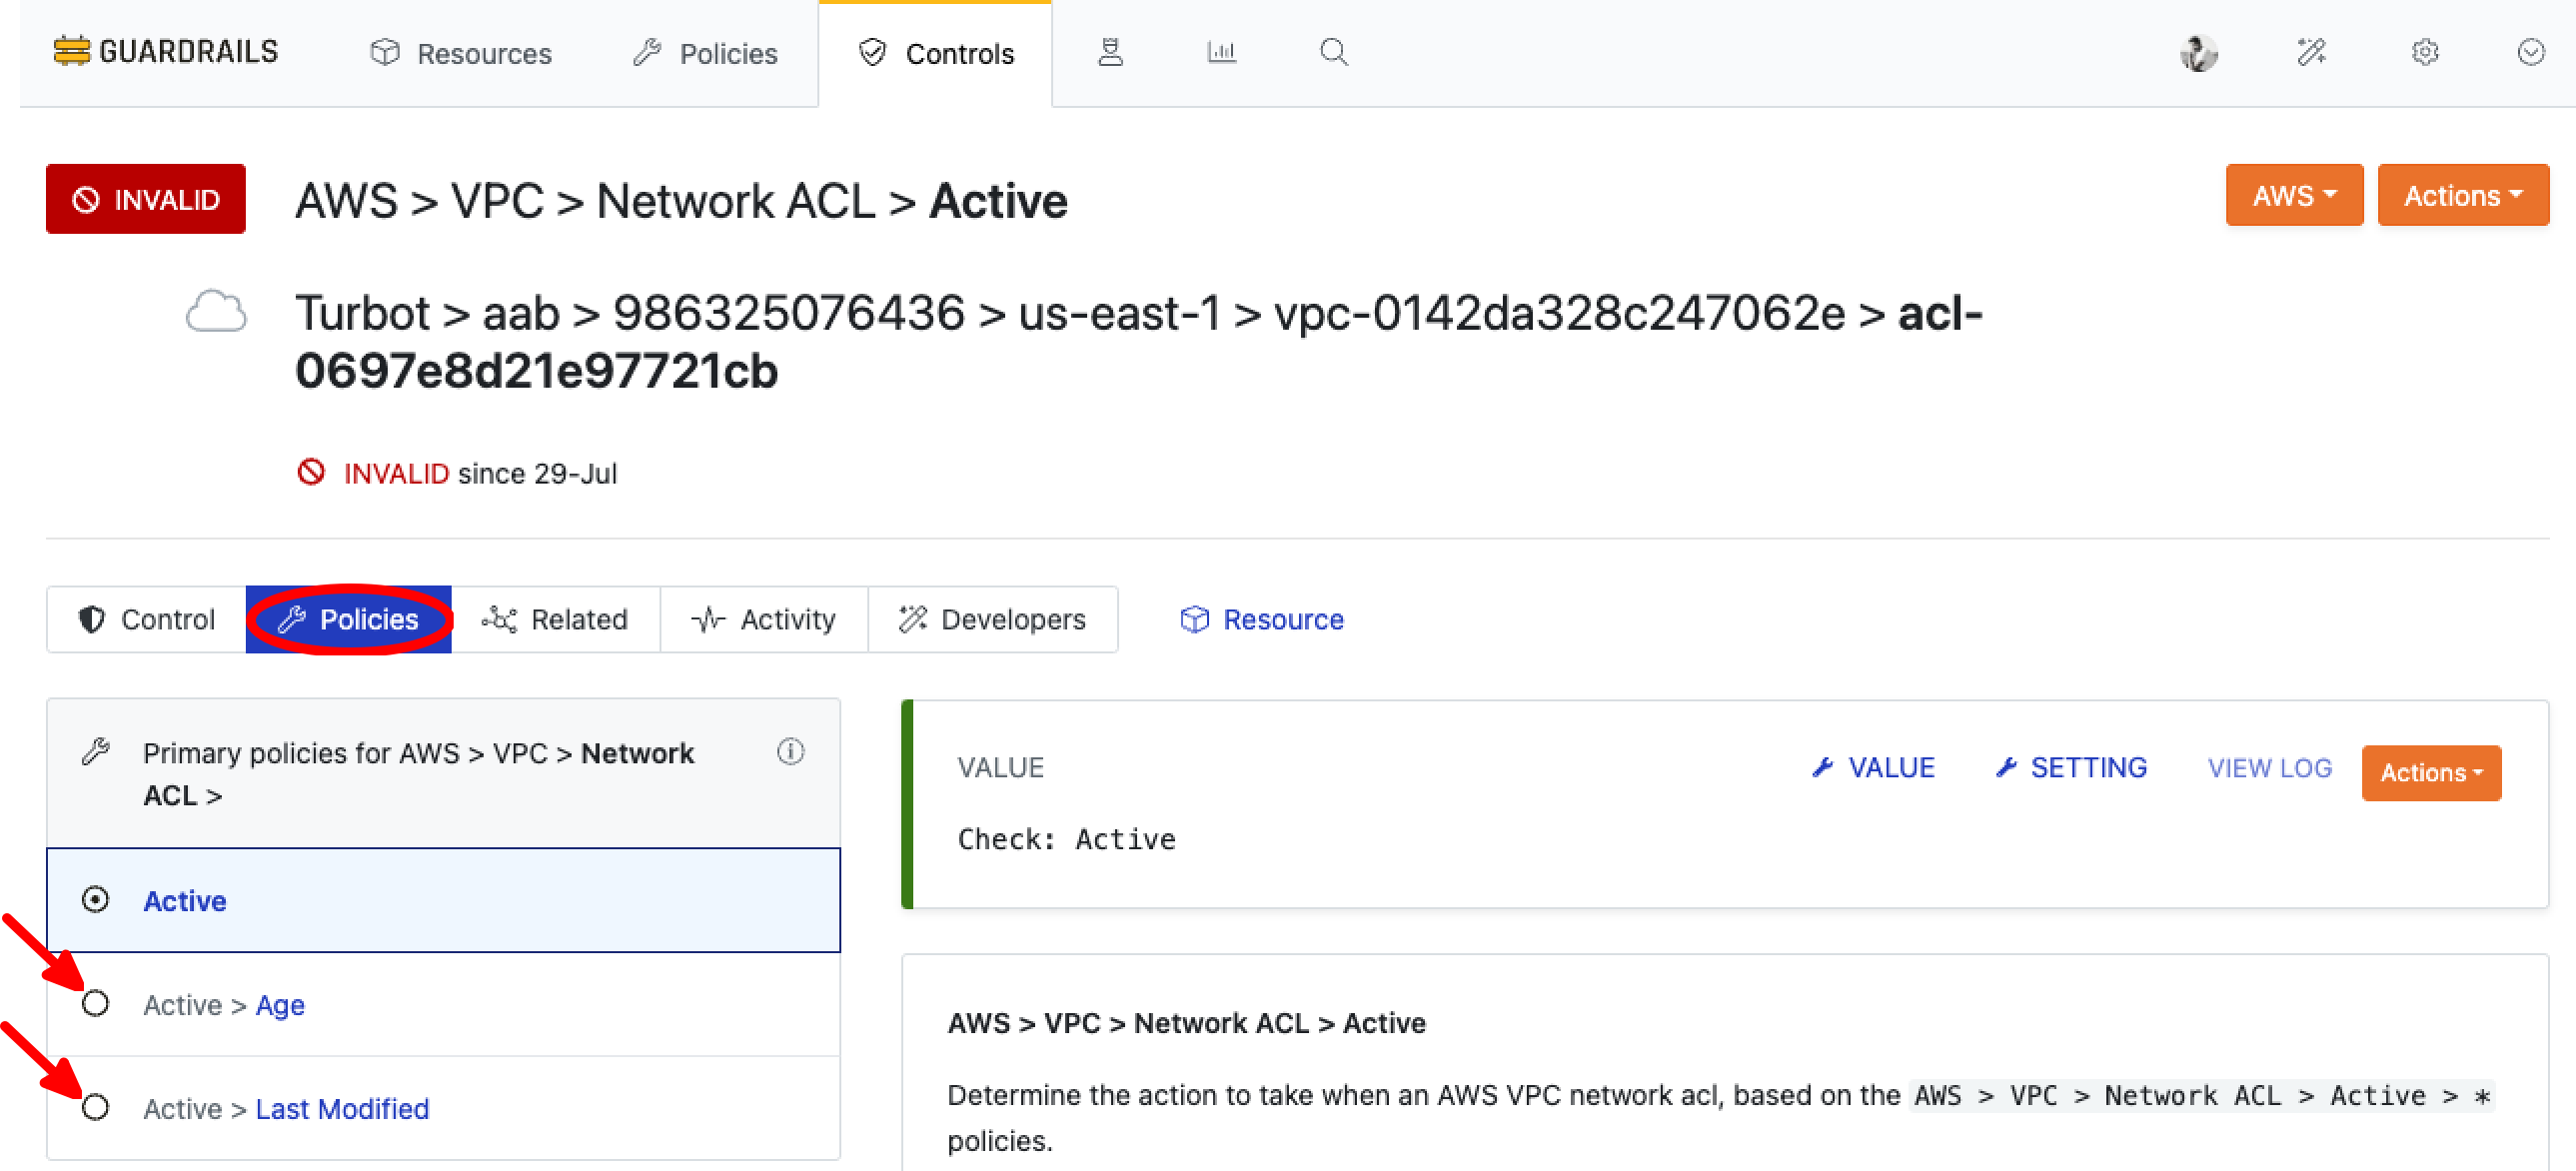 GUARDRAILS Resources Policies Controls
INVALID AWS > VPC > Network ACL > Active AWS Actions
Turbot > aab > 986325076436 > us-east-1 > vpc-0142da328c247062e > acl-
0697e8d21e97721cb
INVALID since 29-Jul
Control Policies Related Activity Developers Resource
Primary policies for AWS > VPC > Network
ACL >
Active
Active > Age
Active > Last Modified
VALUE VALUE SETTING VIEW LOG Actions
Check: Active
AWS > VPC > Network ACL > Active
Determine the action to take when an AWS VPC network acl, based on the AWS > VPC > Network ACL > Active > *
policies.